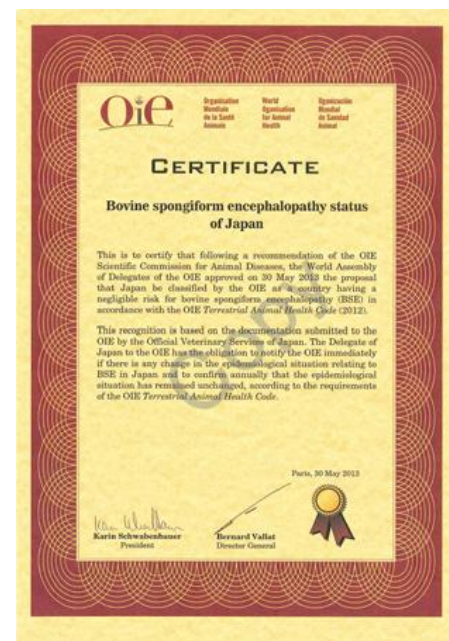 Oie
Organisation
Mondiale
de la Santé
Animale
World
Organisation
for Animal
Health
Organización
Mundial
de Sanidad
Animal
CERTIFICATE
Bovine spongiform encephalopathy status
of Japan
This is to certify that following a recommendation of the OIE
Scientific Commission for Animal Diseases, the World Assembly
of Delegates of the OIE approved on 30 May 2013 the proposal
that Japan be classified by the OIE as a country having a
negligible risk for bovine spongiform encephalopathy (BSE) in
accordance with the OIE Terrestrial Animal Health Code (2012).
This recognition is based on the documentation submitted to the
OIE by the Official Veterinary Service of Japan. The Delegate of
Japan to the OIE has the obligation to notify the OIE immediately
if there is any change in the epidemiological situation relating to
BSE in Japan and to confirm annually that the epidemiological
situation has remained unchanged, according to the requirements
of the OIE Terrestrial Animal Health Code.
Copy
Paris, 30 May 2013
Karin Schwabenbauer
President
Bernard Vallat
Director General